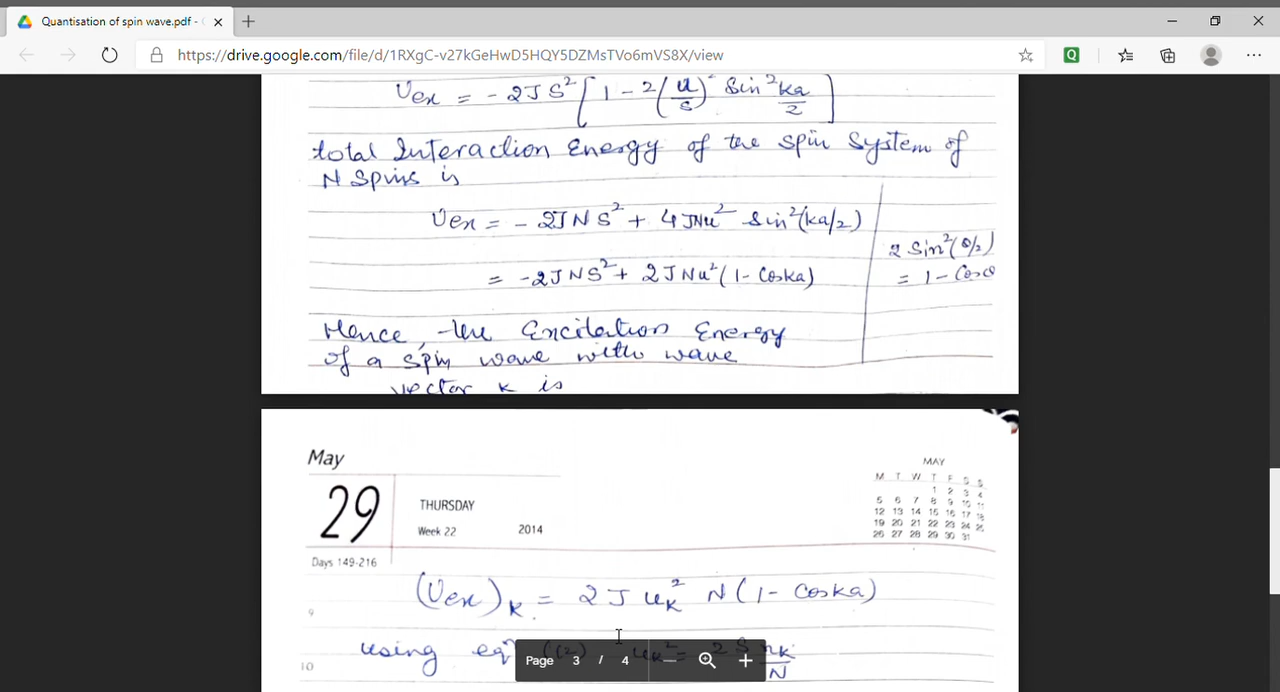 Quantisation of spin wave.pdf - G
https://drive.google.com/file/d/1RXgC-v27kGeHwD5HQY5DZMsTVo6mVS8X/view
Uex = - 2JS² [ 1 - 2(u/s)² Sin² ka/2 ]
total Interaction Energy of the spin System of
N Spins is
Uex = - 2JNS² + 4JNu² Sin²(ka/2)
2 Sin²(θ/2)
= -2JNS² + 2JNu²(1 - Coska)
= 1 - Cosθ
Hence, the Excitation Energy
of a spin wave with wave
vector k is
May
MAY
M T W T F S S
1 2 3 4
29
THURSDAY
5 6 7 8 9 10 11
12 13 14 15 16 17 18
Week 22
2014
19 20 21 22 23 24 25
26 27 28 29 30 31
Days 149-216
(Uex)k = 2J uk² N(1 - Coska)
9
using eqn uk² = 2S nk/N
Page 3 / 4
10